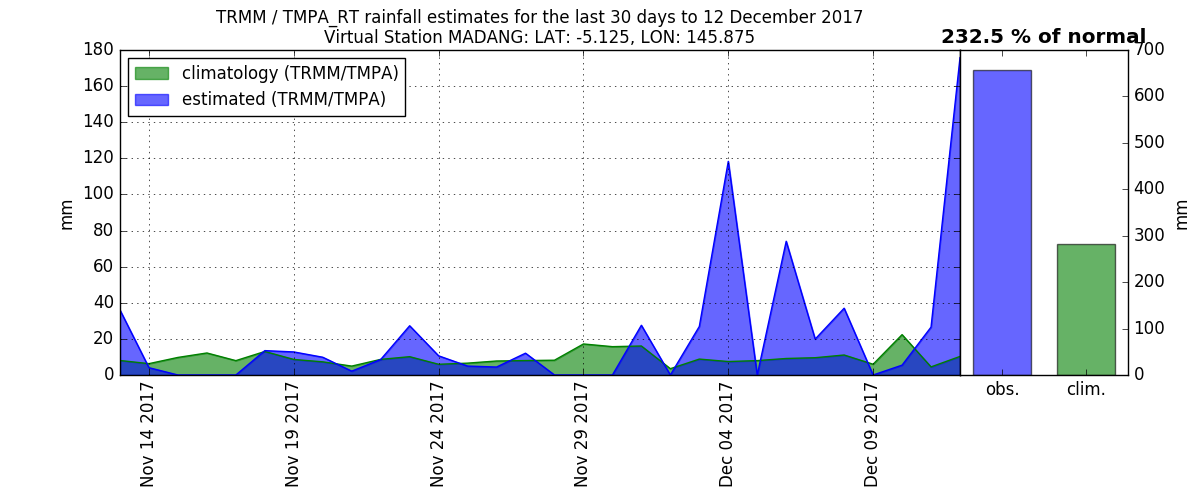 TRMM / TMPA_RT rainfall estimates for the last 30 days to 12 December 2017
Virtual Station MADANG: LAT: -5.125, LON: 145.875
232.5 % of normal
climatology (TRMM/TMPA)
estimated (TRMM/TMPA)
180
160
140
120
100
80
60
40
20
0
mm
Nov 14 2017
Nov 19 2017
Nov 24 2017
Nov 29 2017
Dec 04 2017
Dec 09 2017
700
600
500
400
300
200
100
0
mm
obs.
clim.